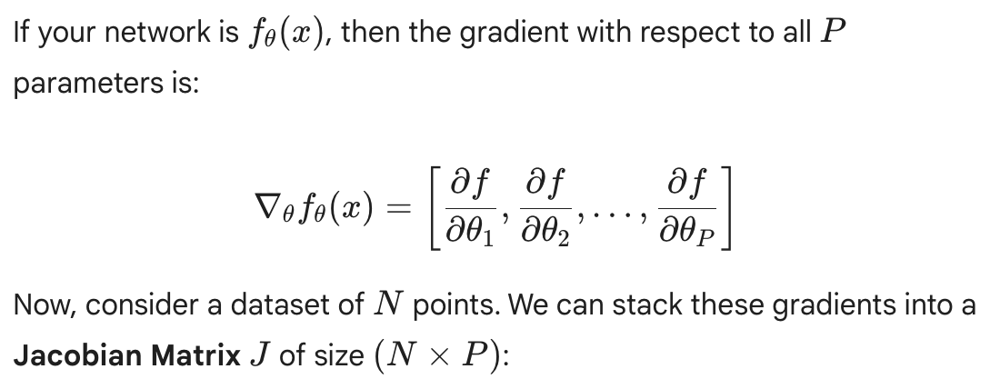 If your network is $f_\theta(x)$, then the gradient with respect to all $P$
parameters is:
$$\nabla_\theta f_\theta(x) = \left[ \frac{\partial f}{\partial \theta_1}, \frac{\partial f}{\partial \theta_2}, \dots, \frac{\partial f}{\partial \theta_P} \right]$$
Now, consider a dataset of $N$ points. We can stack these gradients into a
Jacobian Matrix $J$ of size $(N \times P)$: